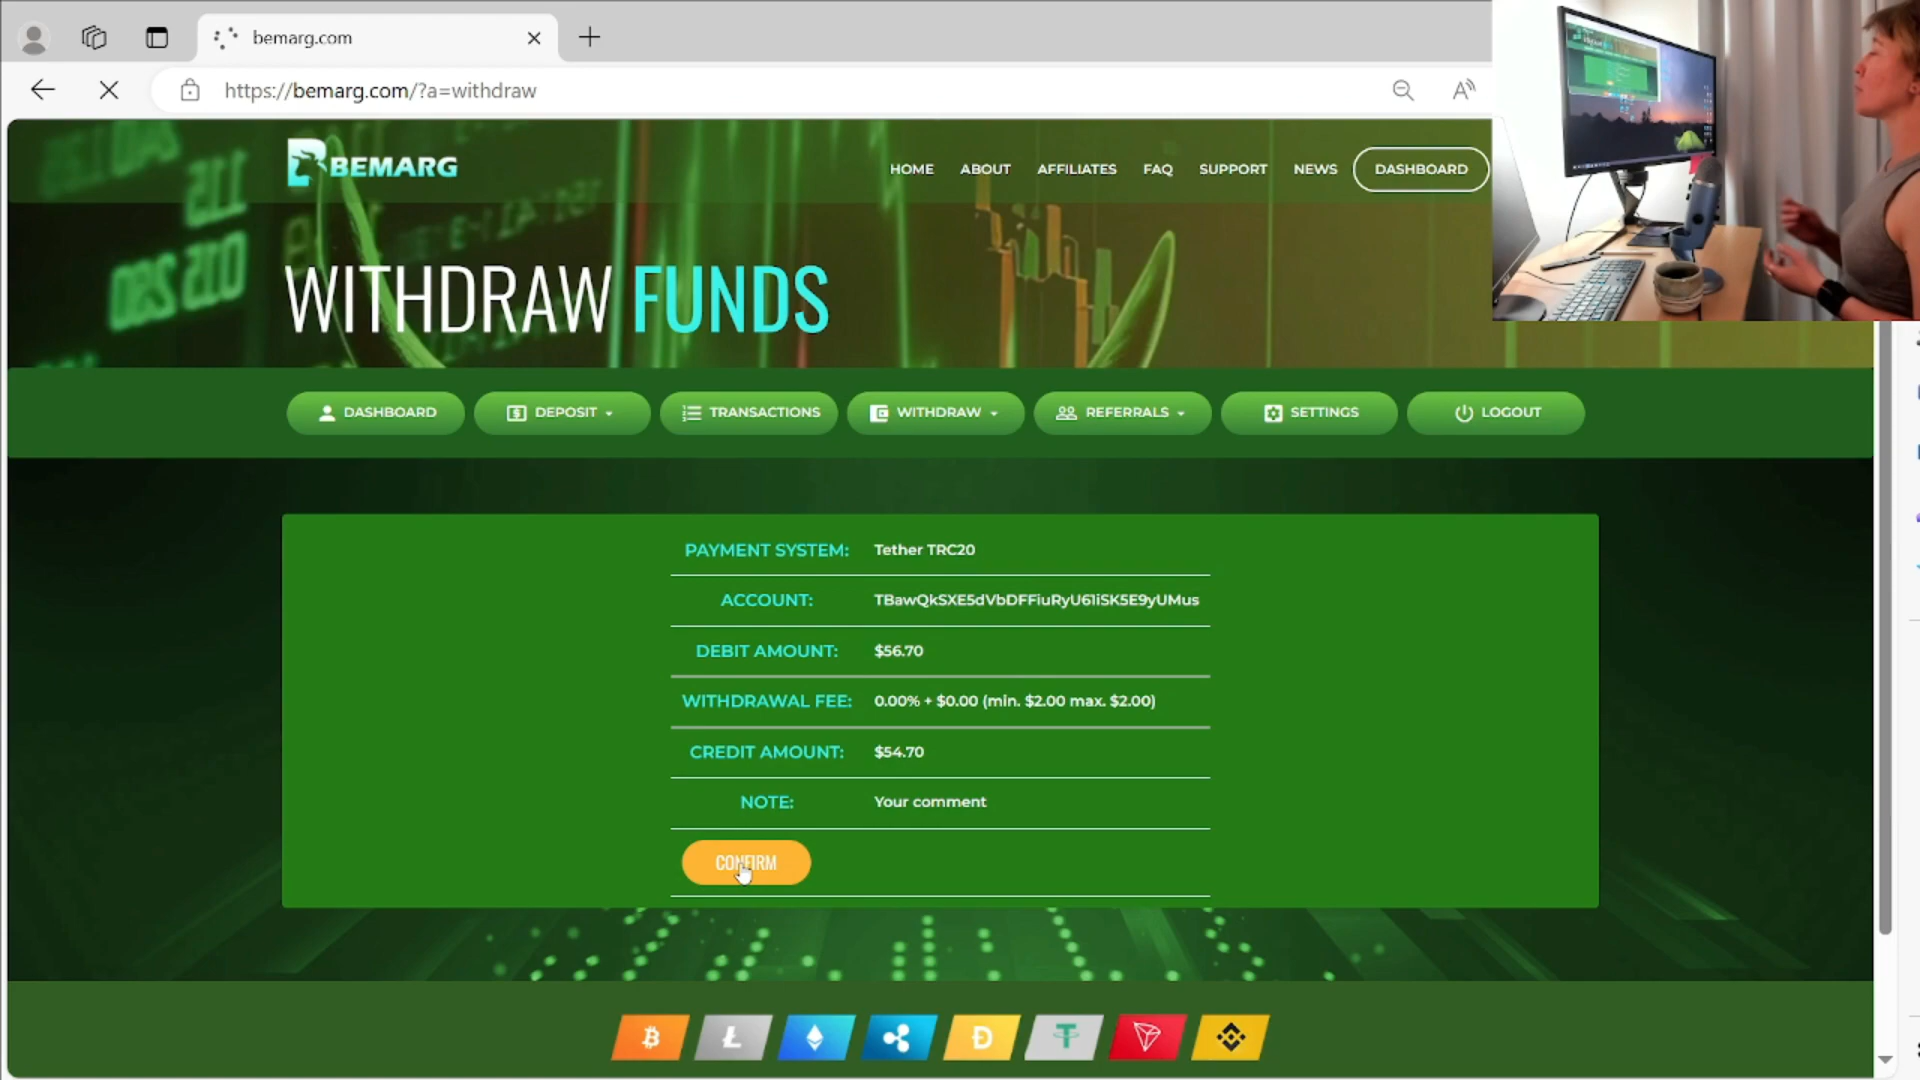 bemarg.com
https://bemarg.com/?a=withdraw
BEMARG
HOME ABOUT AFFILIATES FAQ SUPPORT NEWS DASHBOARD
WITHDRAW FUNDS
DASHBOARD DEPOSIT TRANSACTIONS WITHDRAW REFERRALS SETTINGS LOGOUT
PAYMENT SYSTEM: Tether TRC20
ACCOUNT: TBawQkSXE5dVbDFFiuRyU61iSK5E9yUMus
DEBIT AMOUNT: $56.70
WITHDRAWAL FEE: 0.00% + $0.00 (min. $2.00 max. $2.00)
CREDIT AMOUNT: $54.70
NOTE: Your comment
CONFIRM